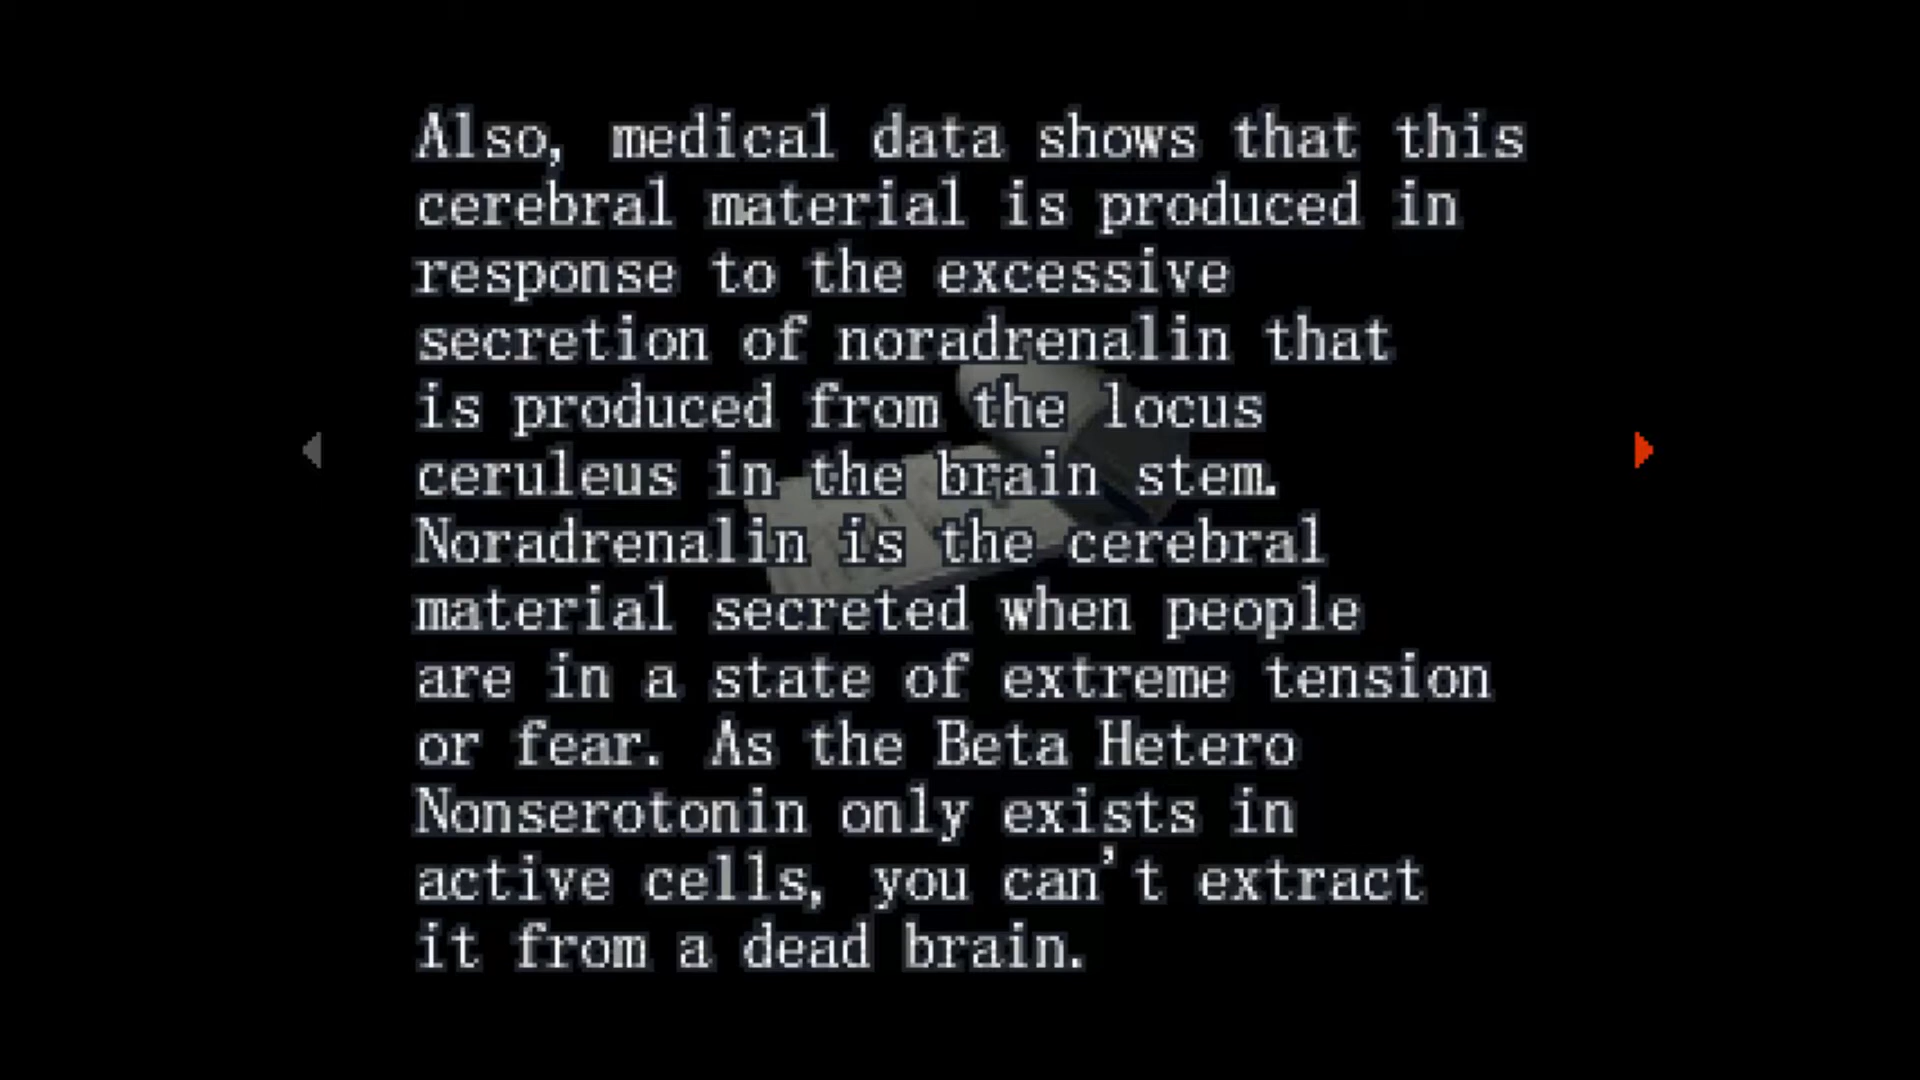 Also, medical data shows that this
cerebral material is produced in
response to the excessive
secretion of noradrenalin that
is produced from the locus
ceruleus in the brain stem.
Noradrenalin is the cerebral
material secreted when people
are in a state of extreme tension
or fear. As the Beta Hetero
Nonserotonin only exists in
active cells, you can't extract
it from a dead brain.